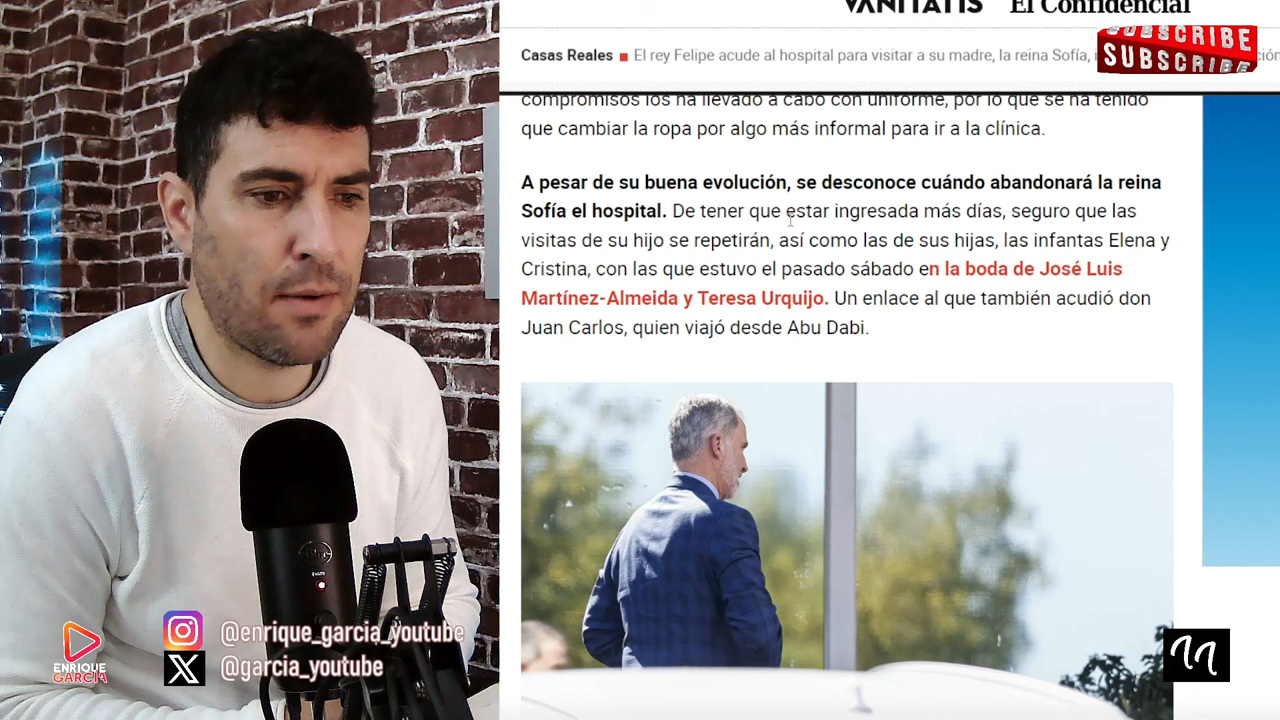 VANITATIS El Confidencial
SUBSCRIBE
SUBSCRIBE
Casas Reales El rey Felipe acude al hospital para visitar a su madre, la reina Sofía,
compromisos los ha llevado a cabo con uniforme, por lo que se ha tenido
que cambiar la ropa por algo más informal para ir a la clínica.
A pesar de su buena evolución, se desconoce cuándo abandonará la reina
Sofía el hospital. De tener que estar ingresada más días, seguro que las
visitas de su hijo se repetirán, así como las de sus hijas, las infantas Elena y
Cristina, con las que estuvo el pasado sábado en la boda de José Luis
Martínez-Almeida y Teresa Urquijo. Un enlace al que también acudió don
Juan Carlos, quien viajó desde Abu Dabi.
@enrique_garcia_youtube
@garcia_youtube
ENRIQUE
GARCIA